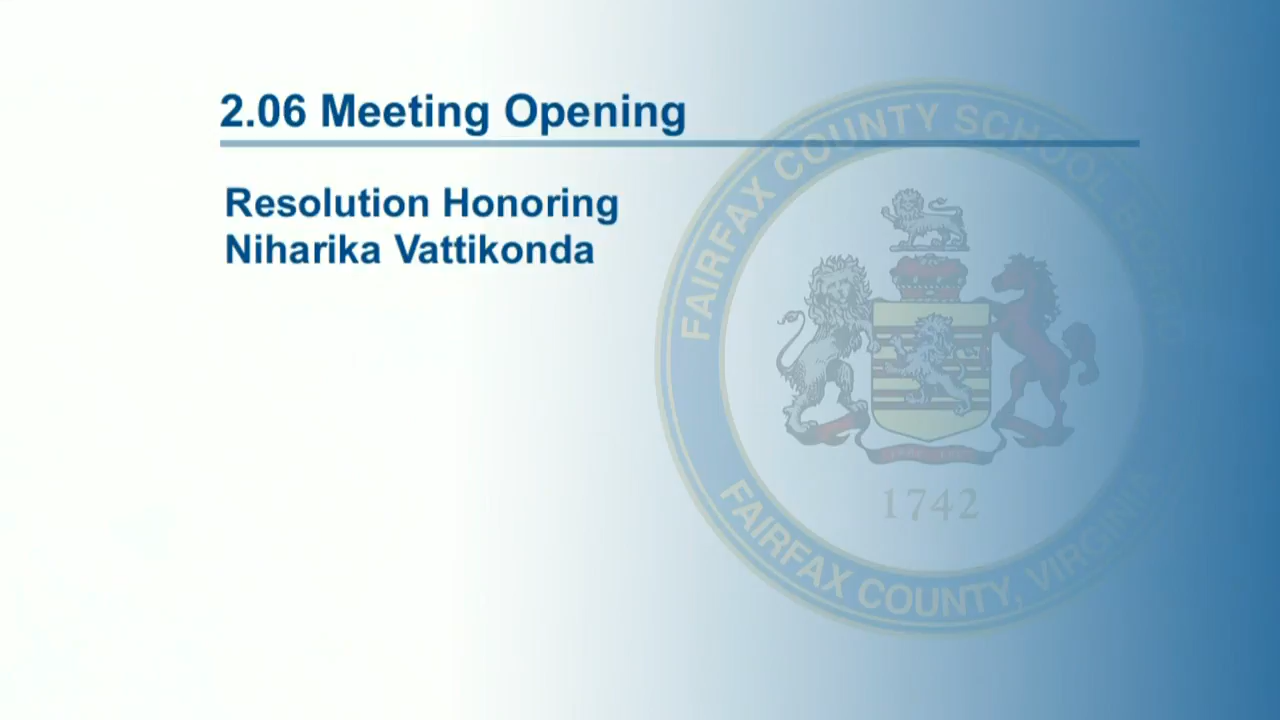 2.06 Meeting Opening
Resolution Honoring
Niharika Vattikonda
FAIRFAX COUNTY SCHOOL BOARD
1742
FAIRFAX COUNTY, VIRGINIA